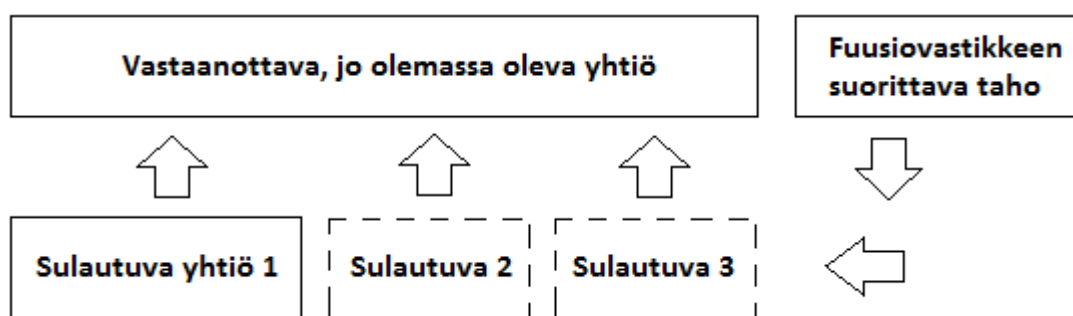 Vastaanottava, jo olemassa oleva yhtiö
Fuusiovastikkeen
suorittava taho
Sulautuva yhtiö 1
Sulautuva 2
Sulautuva 3